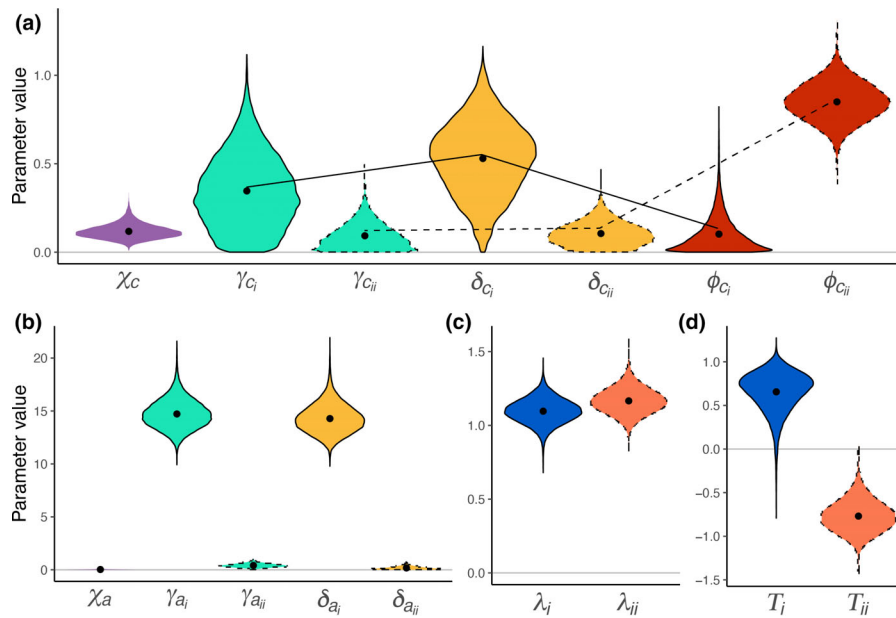 (a)
Parameter value
1.0
0.5
0.0
χc
γci
γcii
δci
δcii
ϕci
ϕcii
(b)
Parameter value
20
15
10
5
0
χa
γai
γaii
δai
δaii
(c)
1.5
1.0
0.5
0.0
λi
λii
(d)
1.0
0.5
0.0
−0.5
−1.0
−1.5
Ti
Tii